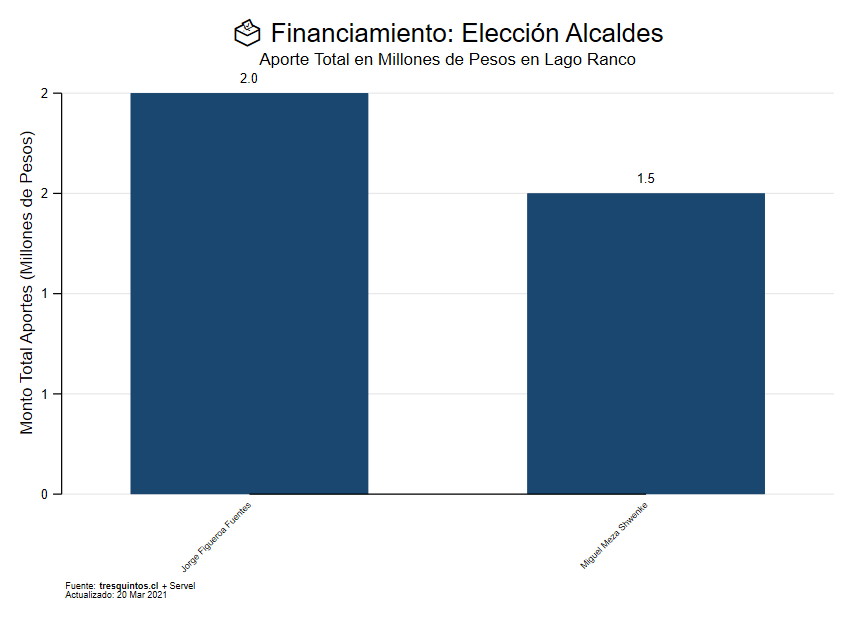 Financiamiento: Elección Alcaldes
Aporte Total en Millones de Pesos en Lago Ranco
Monto Total Aportes (Millones de Pesos)
2
2
1
1
0
2.0
1.5
Jorge Figueroa Fuentes
Miguel Meza Shwenke
Fuente: tresquintos.cl + Servel
Actualizado: 20 Mar 2021